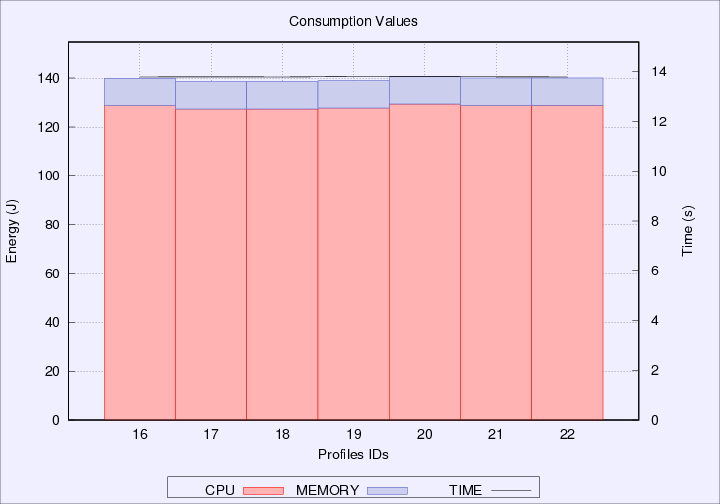 Consumption Values
140
120
100
80
60
40
20
0
Energy (J)
14
12
10
8
6
4
2
0
Time (s)
16 17 18 19 20 21 22
Profiles IDs
CPU MEMORY TIME